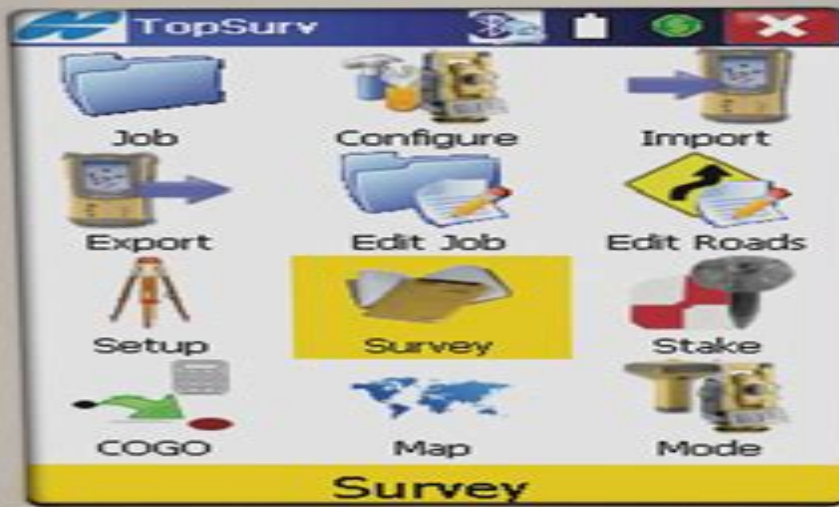 TopSurv
Job Configure Import
Export Edit Job Edit Roads
Setup Survey Stake
COGO Map Mode
Survey